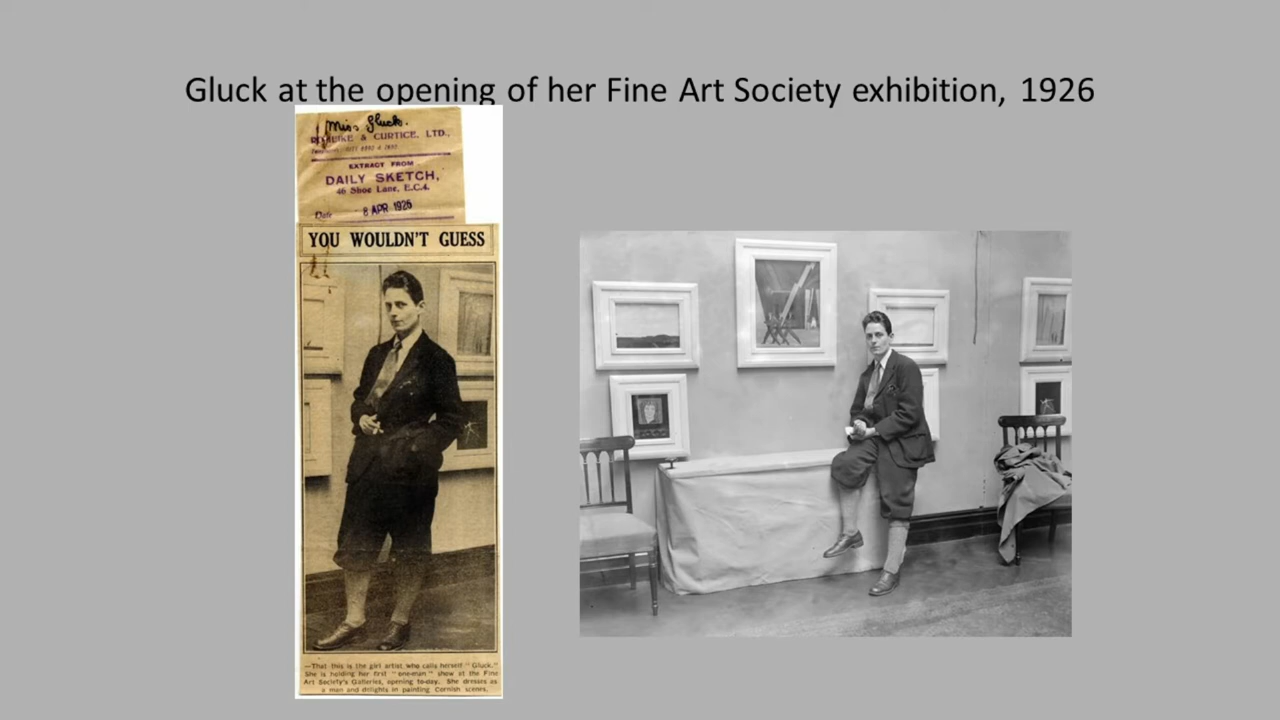 Gluck at the opening of her Fine Art Society exhibition, 1926
Miss Gluck.
& CURTICE, LTD.,
EXTRACT FROM
DAILY SKETCH,
46 Shoe Lane, E.C.4.
Date 8 APR 1926
YOU WOULDN'T GUESS
—That this is the girl artist who calls herself "Gluck."
She is holding her first "one-man" show at the Fine
Art Society's Galleries, opening to-day. She dresses as
a man and delights in painting Cornish scenes.